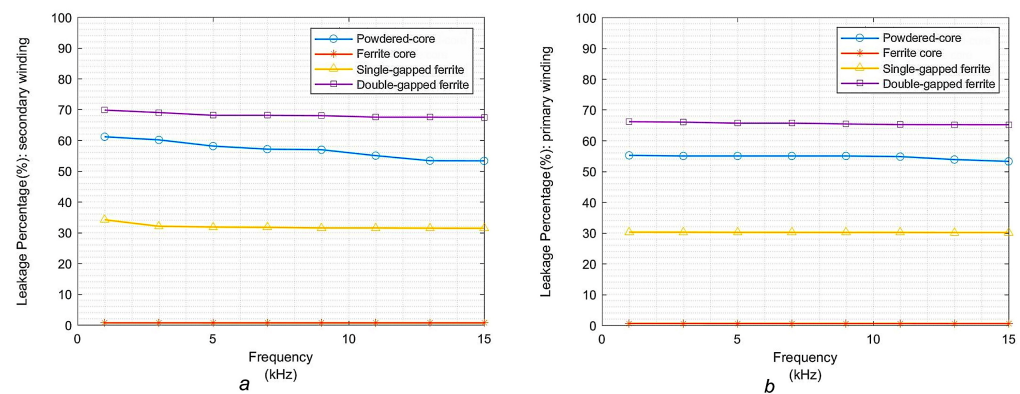 Leakage Percentage (%): secondary winding
100
90
80
70
60
50
40
30
20
10
0
0 5 10 15
Powdered-core
Ferrite core
Single-gapped ferrite
Double-gapped ferrite
Frequency
(kHz)
a
Leakage Percentage (%): primary winding
100
90
80
70
60
50
40
30
20
10
0
0 5 10 15
Powdered-core
Ferrite core
Single-gapped ferrite
Double-gapped ferrite
Frequency
(kHz)
b